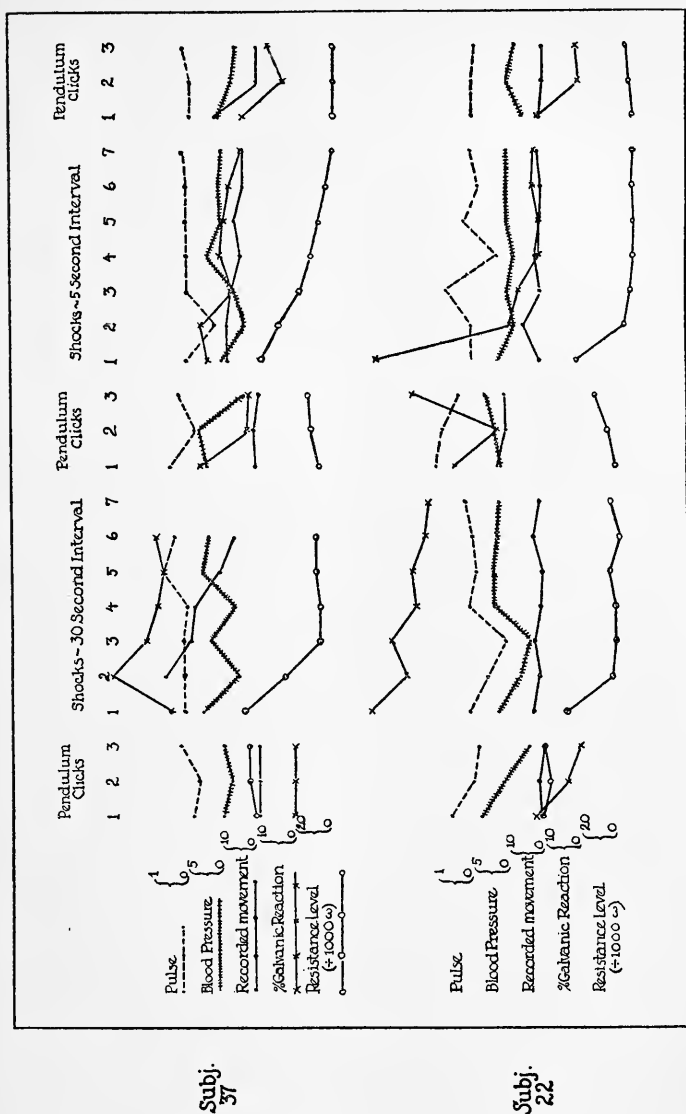 Pendulum Clicks
Shocks~30 Second Interval
Pendulum Clicks
Shocks~5 Second Interval
Pendulum Clicks
1 2 3
1 2 3 4 5 6 7
1 2 3
1 2 3 4 5 6 7
1 2 3
Subj. 37
Pulse
1
0
Blood Pressure
5
0
Recorded movement
10
0
%Galvanic Reaction
10
0
Resistance Level
(÷1000 ω)
20
0
Subj. 22
Pulse
1
0
Blood Pressure
5
0
Recorded movement
10
0
%Galvanic Reaction
10
0
Resistance Level
(÷1000 ω)
20
0